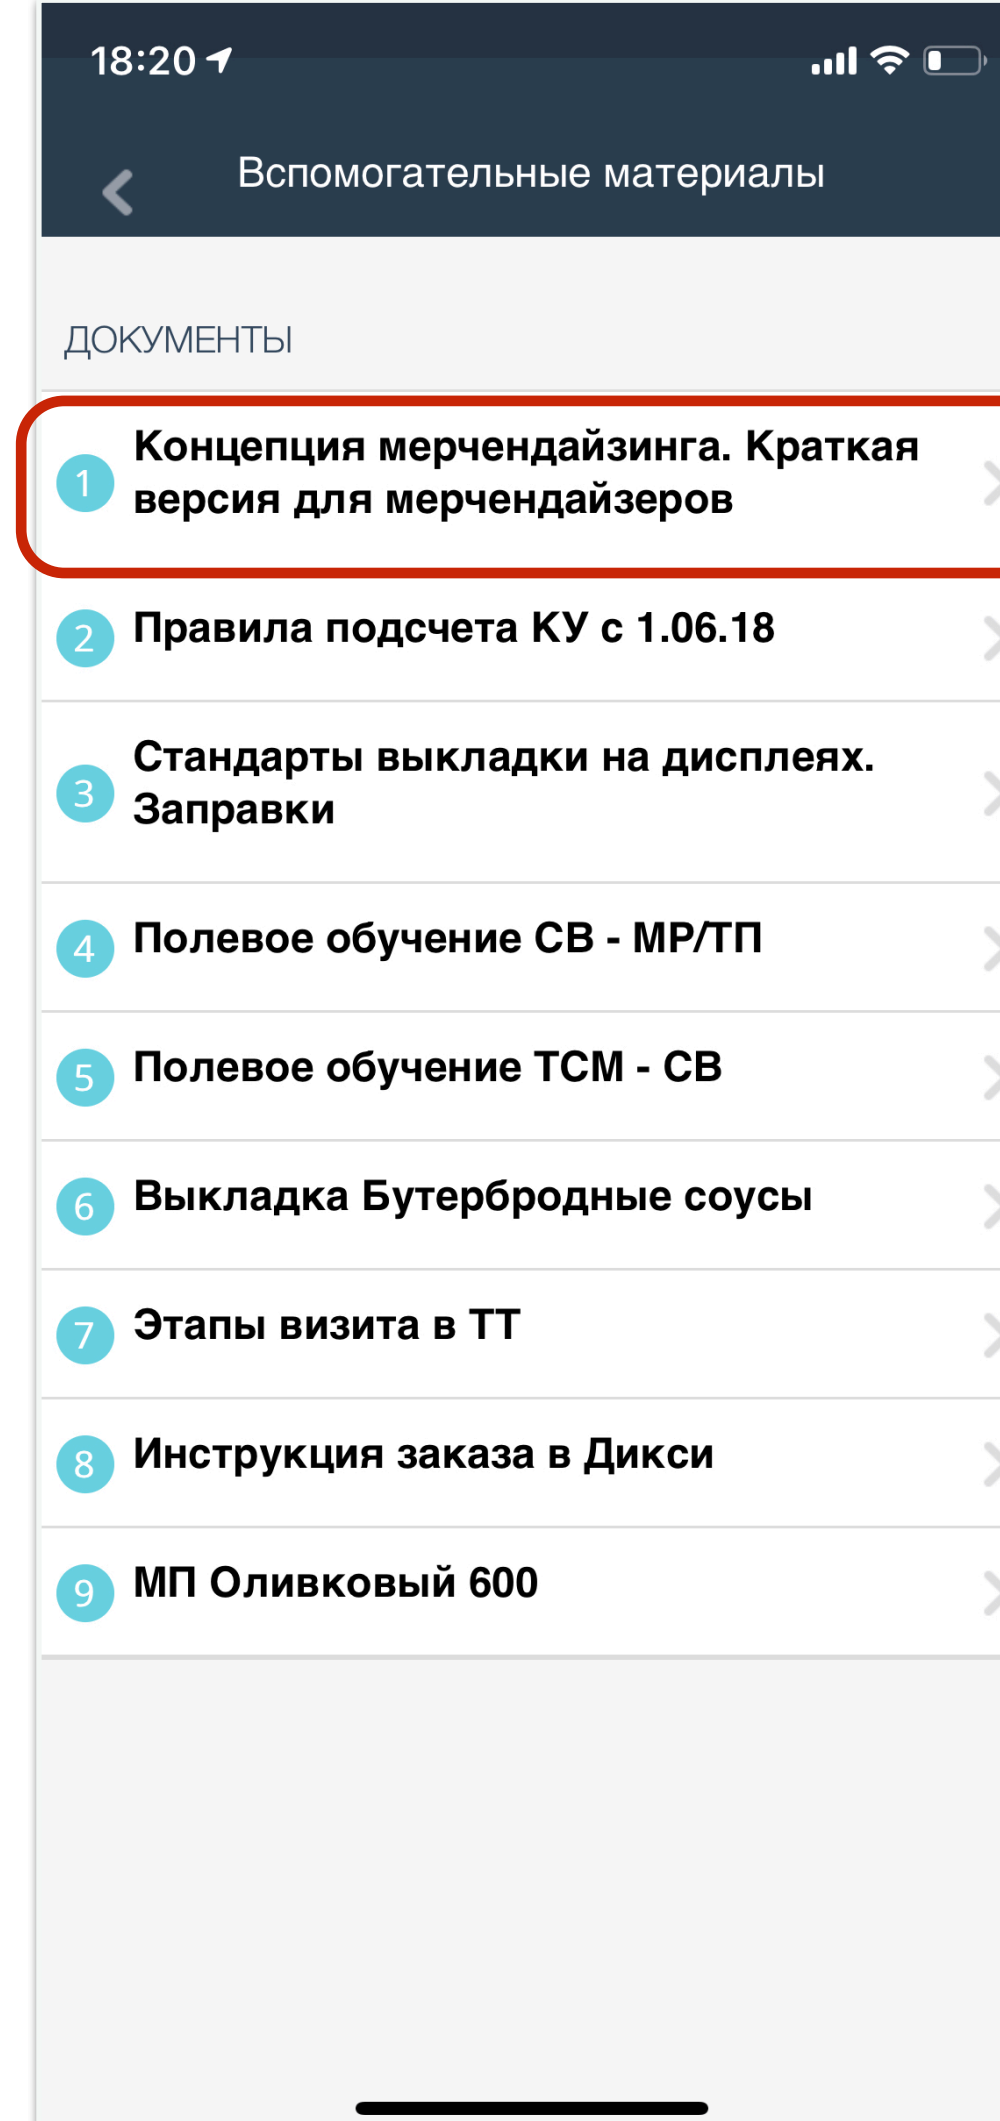 18:20
Вспомогательные материалы
ДОКУМЕНТЫ
1
Концепция мерчендайзинга. Краткая
версия для мерчендайзеров
2
Правила подсчета КУ с 1.06.18
3
Стандарты выкладки на дисплеях.
Заправки
4
Полевое обучение СВ - МР/ТП
5
Полевое обучение ТСМ - СВ
6
Выкладка Бутербродные соусы
7
Этапы визита в ТТ
8
Инструкция заказа в Дикси
9
МП Оливковый 600